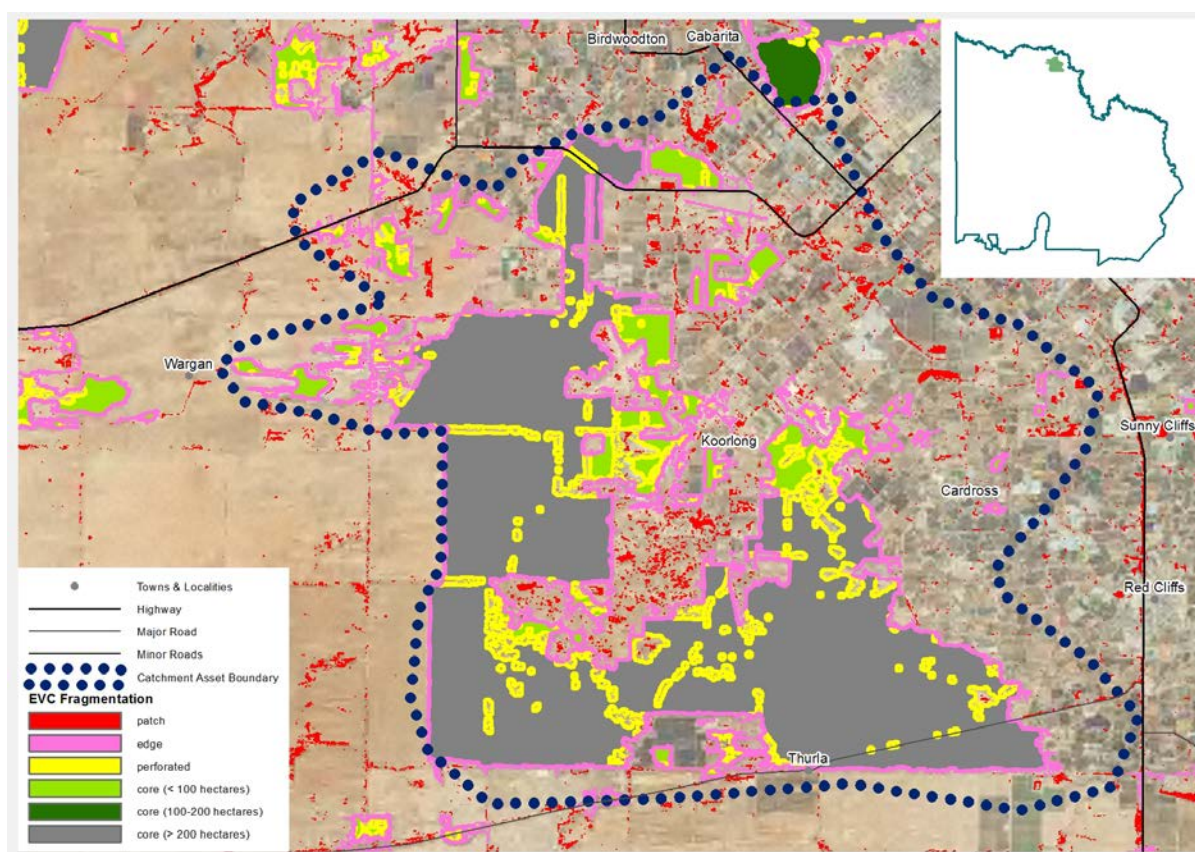 Birdwoodton
Cabarita
Wargan
Koorlong
Sunny Cliffs
Cardross
Red Cliffs
Thurla
Towns & Localities
Highway
Major Road
Minor Roads
Catchment Asset Boundary
EVC Fragmentation
patch
edge
perforated
core (< 100 hectares)
core (100-200 hectares)
core (> 200 hectares)